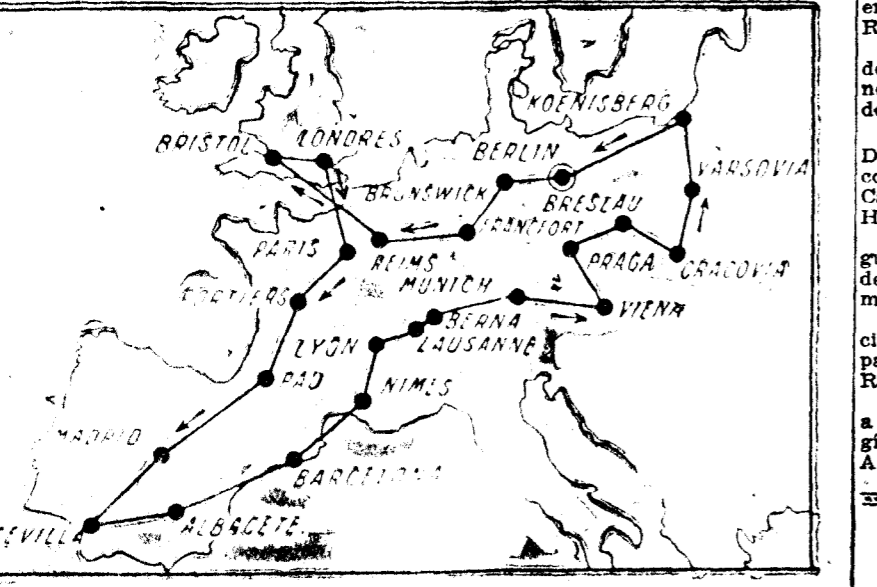 KOENISBERG
BRISTOL
LONDRES
BERLIN
VARSOVIA
BRUNSWICK
BRESLAU
FRANCFORT
PARIS
REIMS
PRAGA
CRACOVIA
MUNICH
VIENA
BERNA
LYON
LAUSANNE
PAU
NIMES
MADRID
BARCELONA
SEVILLA
ALBACETE